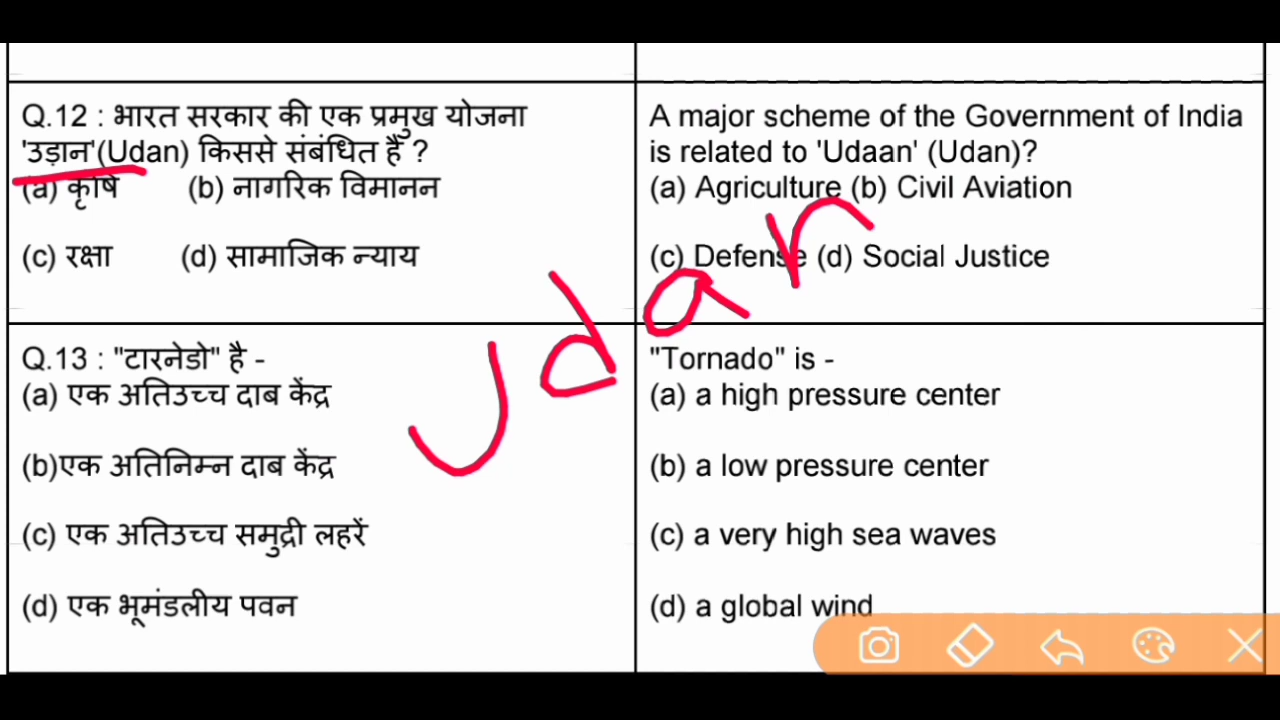 Q.12 : भारत सरकार की एक प्रमुख योजना
'उड़ान'(Udan) किससे संबंधित है ?
(a) कृषि (b) नागरिक विमानन
(c) रक्षा (d) सामाजिक न्याय
A major scheme of the Government of India
is related to 'Udaan' (Udan)?
(a) Agriculture (b) Civil Aviation
(c) Defense (d) Social Justice
Udan
Q.13 : "टारनेडो" है -
(a) एक अतिउच्च दाब केंद्र
(b)एक अतिनिम्न दाब केंद्र
(c) एक अतिउच्च समुद्री लहरें
(d) एक भूमंडलीय पवन
"Tornado" is -
(a) a high pressure center
(b) a low pressure center
(c) a very high sea waves
(d) a global wind